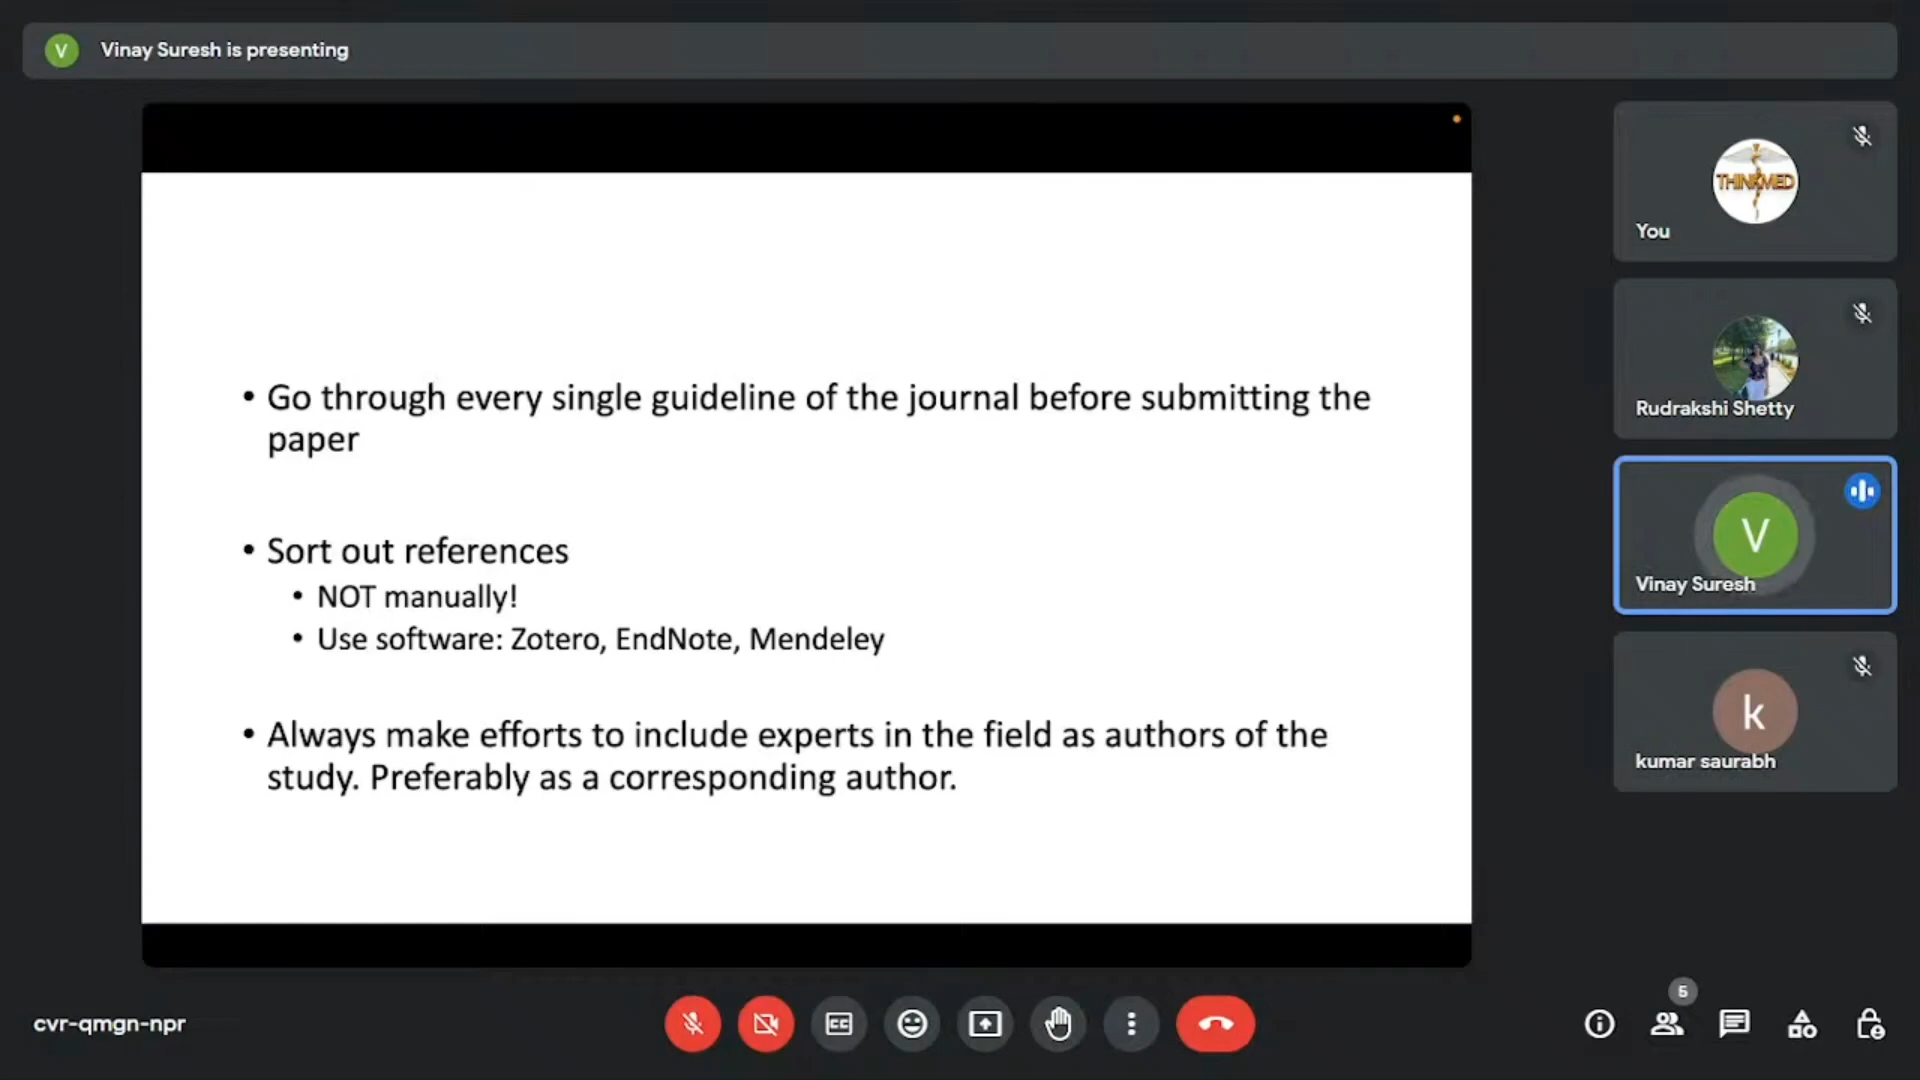 V Vinay Suresh is presenting
• Go through every single guideline of the journal before submitting the
paper
• Sort out references
• NOT manually!
• Use software: Zotero, EndNote, Mendeley
• Always make efforts to include experts in the field as authors of the
study. Preferably as a corresponding author.
THINKMED
You
Rudrakshi Shetty
V
Vinay Suresh
k
kumar saurabh
cvr-qmgn-npr
CC
5